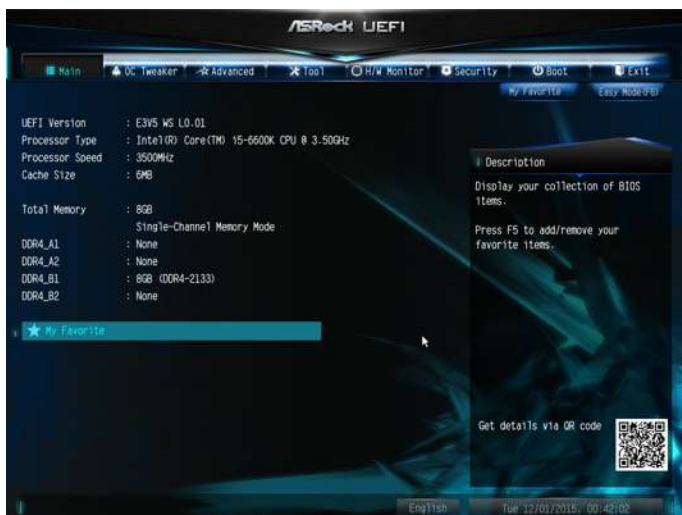 ASRock UEFI
Main OC Tweaker Advanced Tool H/W Monitor Security Boot Exit
My Favorite Easy Mode(F6)
UEFI Version : E3V5 WS L0.01
Processor Type : Intel(R) Core(TM) i5-6600K CPU @ 3.50GHz
Processor Speed : 3500MHz
Cache Size : 6MB
Total Memory : 8GB
Single-Channel Memory Mode
DDR4_A1 : None
DDR4_A2 : None
DDR4_B1 : 8GB (DDR4-2133)
DDR4_B2 : None
My Favorite
Description
Display your collection of BIOS
items.
Press F5 to add/remove your
favorite items.
Get details via QR code
English Tue 12/01/2015. 00:42:02